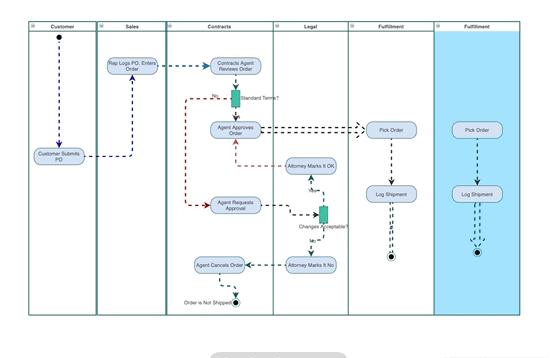 Customer
Sales
Contracts
Legal
Fulfillment
Fulfillment
Rep Logs PO, Enters
Order
Contracts Agent
Reviews Order
No
Standard Terms?
Customer Submits
PO
Agent Approves
Order
Pick Order
Pick Order
Attorney Marks It OK
Yes
Log Shipment
Log Shipment
Agent Requests
Approval
Changes Acceptable?
No
Agent Cancels Order
Attorney Marks It No
Order is Not Shipped